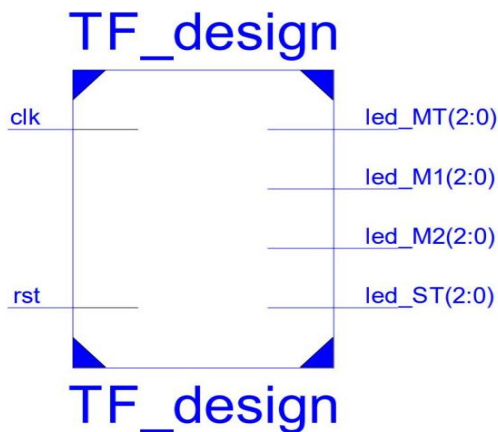 TF_design
clk
led_MT(2:0)
led_M1(2:0)
led_M2(2:0)
rst
led_ST(2:0)
TF_design